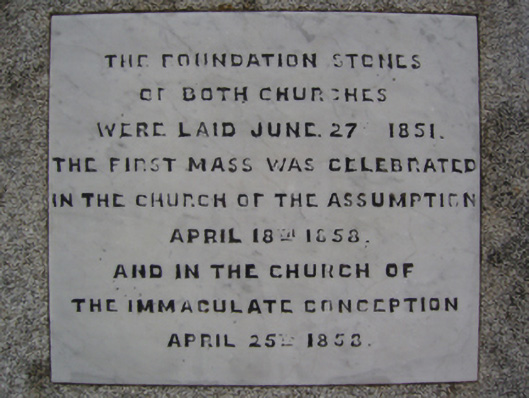 THE FOUNDATION STONES
OF BOTH CHURCHES
WERE LAID JUNE. 27 1851.
THE FIRST MASS WAS CELEBRATED
IN THE CHURCH OF THE ASSUMPTION
APRIL 18TH 1858.
AND IN THE CHURCH OF
THE IMMACULATE CONCEPTION
APRIL 25TH 1858.